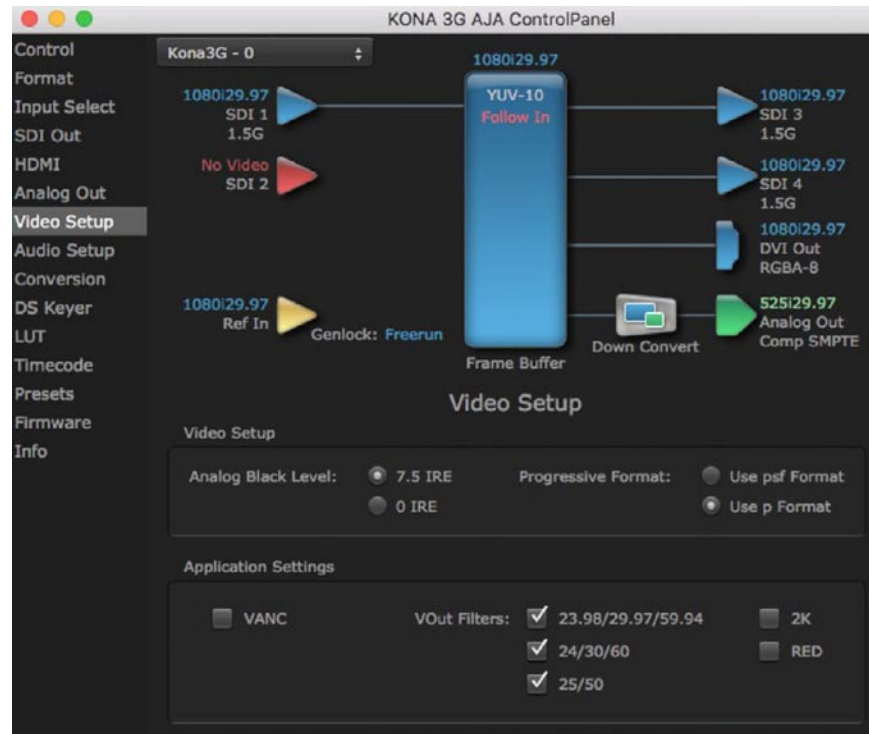 KONA 3G AJA ControlPanel
Control
Format
Input Select
SDI Out
HDMI
Analog Out
Video Setup
Audio Setup
Conversion
DS Keyer
LUT
Timecode
Presets
Firmware
Info
Kona3G - 0
1080i29.97
SDI 1
1.5G
No Video
SDI 2
1080i29.97
Ref In
Genlock: Freerun
1080i29.97
YUV-10
Follow In
Frame Buffer
1080i29.97
SDI 3
1.5G
1080i29.97
SDI 4
1.5G
1080i29.97
DVI Out
RGBA-8
Down Convert
525i29.97
Analog Out
Comp SMPTE
Video Setup
Video Setup
Analog Black Level:
7.5 IRE
0 IRE
Progressive Format:
Use psf Format
Use p Format
Application Settings
VANC
VOut Filters:
23.98/29.97/59.94
24/30/60
25/50
2K
RED